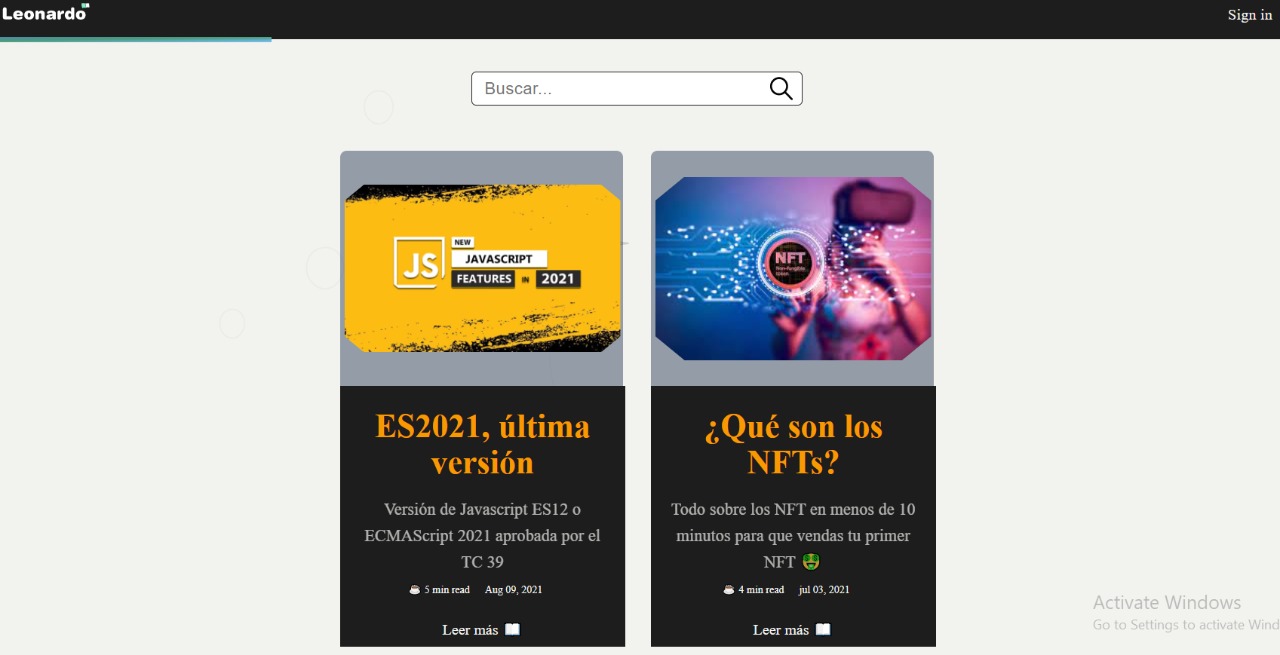 Leonardo
Sign in
Buscar...
JS
NEW
JAVASCRIPT
FEATURES IN 2021
NFT
Non-fungible
token
ES2021, última
versión
Versión de Javascript ES12 o
ECMAScript 2021 aprobada por el
TC 39
☕ 5 min read Aug 09, 2021
Leer más 📖
¿Qué son los
NFTs?
Todo sobre los NFT en menos de 10
minutos para que vendas tu primer
NFT 🤑
☕ 4 min read jul 03, 2021
Leer más 📖
Activate Windows
Go to Settings to activate Wind